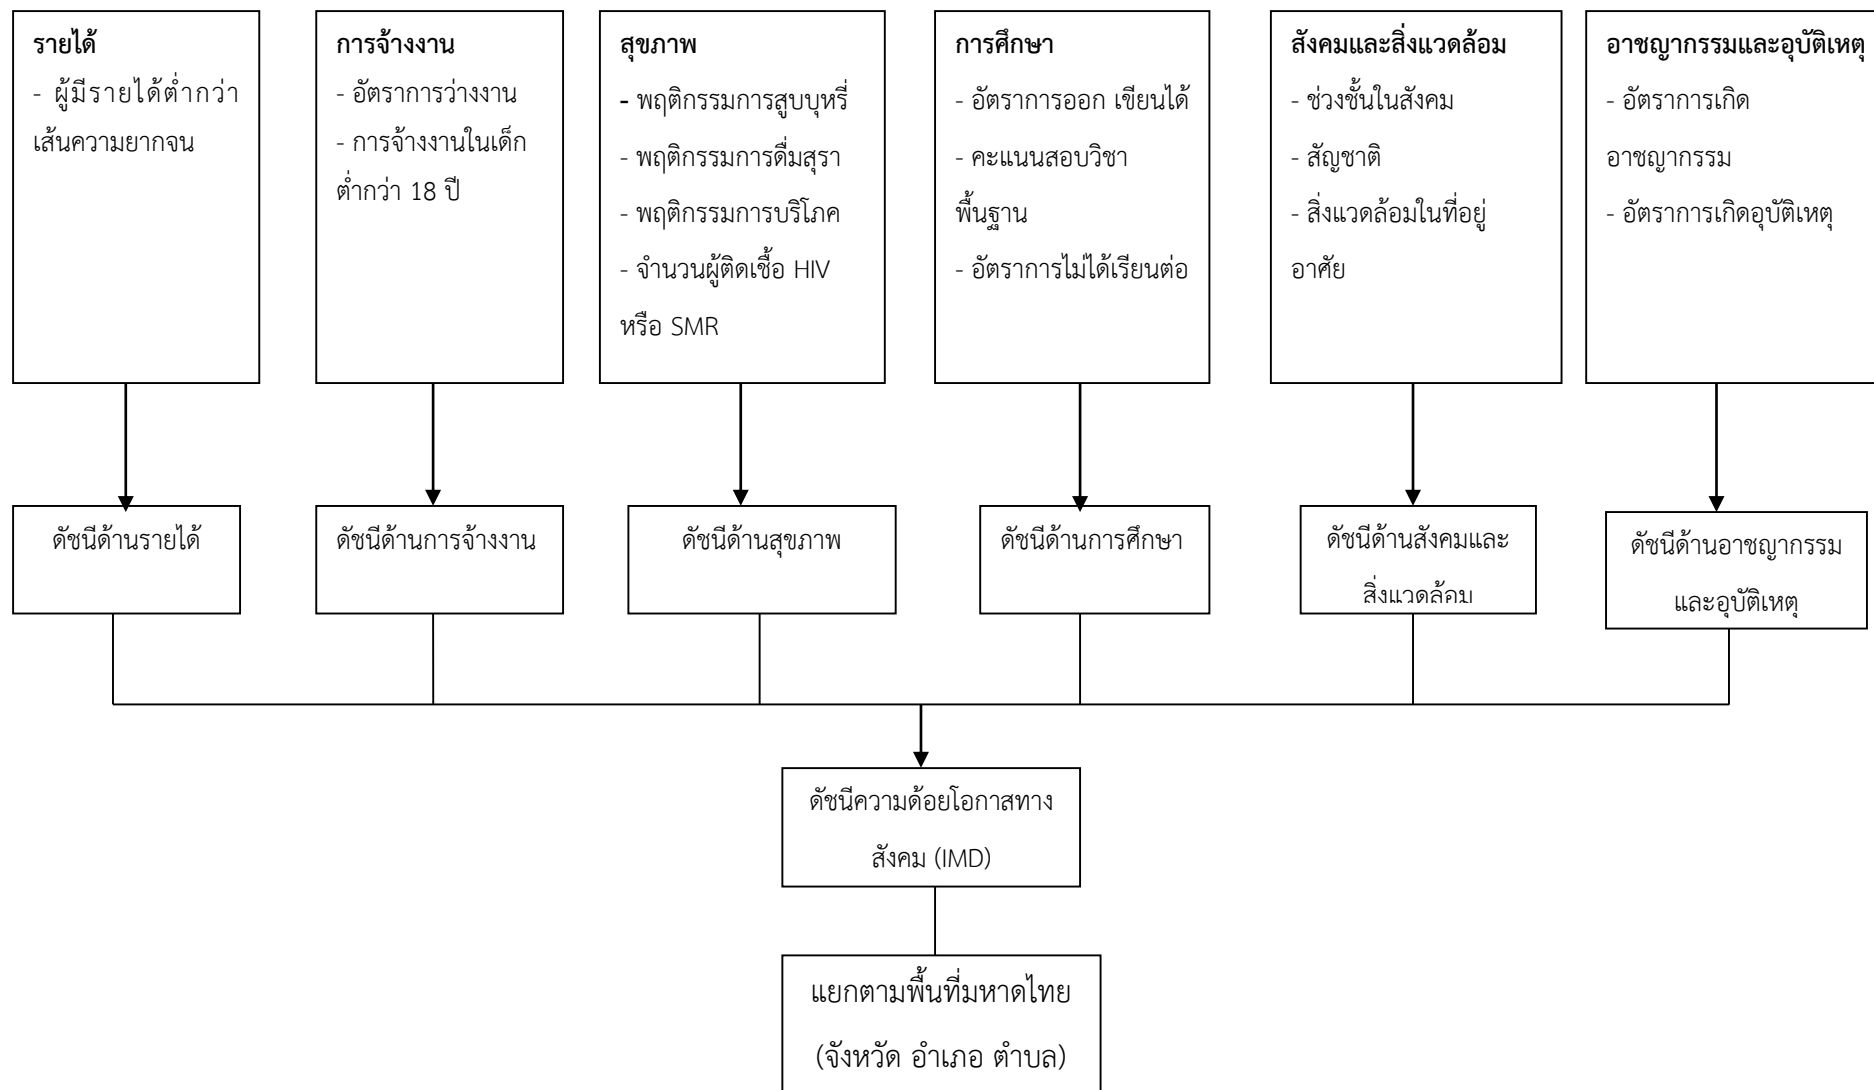 รายได้
- ผู้มีรายได้ต่ำกว่า
เส้นความยากจน
การจ้างงาน
- อัตราการว่างงาน
- การจ้างงานในเด็ก
ต่ำกว่า 18 ปี
สุขภาพ
- พฤติกรรมการสูบบุหรี่
- พฤติกรรมการดื่มสุรา
- พฤติกรรมการบริโภค
- จำนวนผู้ติดเชื้อ HIV
หรือ SMR
การศึกษา
- อัตราการออก เขียนได้
- คะแนนสอบวิชา
พื้นฐาน
- อัตราการไม่ได้เรียนต่อ
สังคมและสิ่งแวดล้อม
- ช่วงชั้นในสังคม
- สัญชาติ
- สิ่งแวดล้อมในที่อยู่
อาศัย
อาชญากรรมและอุบัติเหตุ
- อัตราการเกิด
อาชญากรรม
- อัตราการเกิดอุบัติเหตุ
ดัชนีด้านรายได้
ดัชนีด้านการจ้างงาน
ดัชนีด้านสุขภาพ
ดัชนีด้านการศึกษา
ดัชนีด้านสังคมและ
สิ่งแวดล้อม
ดัชนีด้านอาชญากรรม
และอุบัติเหตุ
ดัชนีความด้อยโอกาสทาง
สังคม (IMD)
แยกตามพื้นที่มหาดไทย
(จังหวัด อำเภอ ตำบล)